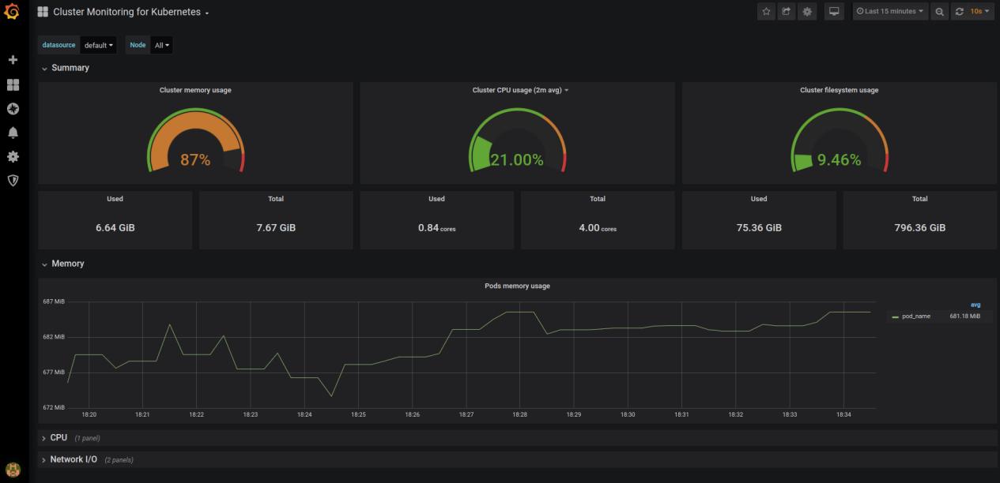 Cluster Monitoring for Kubernetes
Last 15 minutes
10s
datasource default Node All
Summary
Cluster memory usage
87%
Cluster CPU usage (2m avg)
21.00%
Cluster filesystem usage
9.46%
Used
6.64 GiB
Total
7.67 GiB
Used
0.84 cores
Total
4.00 cores
Used
75.36 GiB
Total
796.36 GiB
Memory
Pods memory usage
687 MiB
682 MiB
677 MiB
672 MiB
18:20 18:21 18:22 18:23 18:24 18:25 18:26 18:27 18:28 18:29 18:30 18:31 18:32 18:33 18:34
avg
pod_name 681.18 MiB
CPU (1 panel)
Network I/O (2 panels)